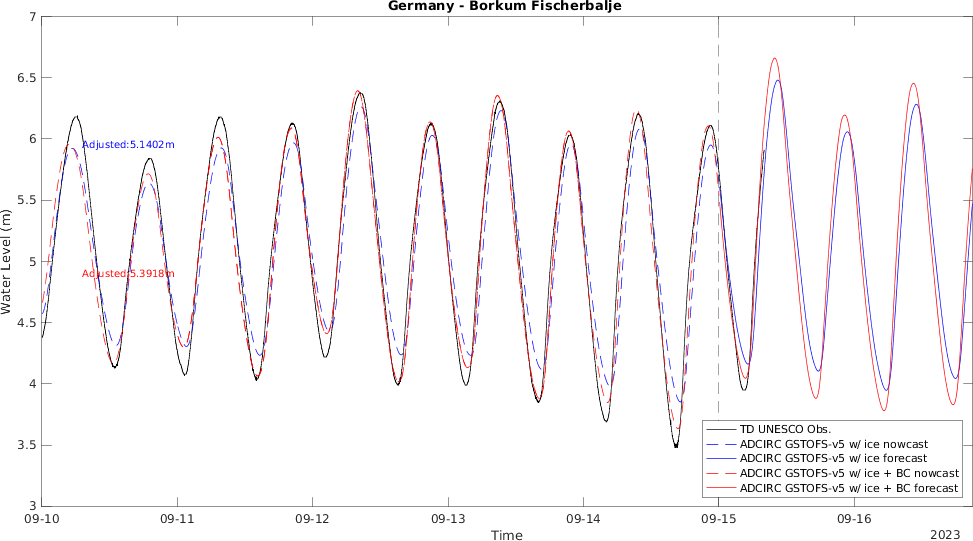 Germany - Borkum Fischerbalje
7
6.5
6
5.5
5
4.5
4
3.5
3
Water Level (m)
Adjusted:5.1402m
Adjusted:5.3918m
TD UNESCO Obs.
ADCIRC GSTOFS-v5 w/ ice nowcast
ADCIRC GSTOFS-v5 w/ ice forecast
ADCIRC GSTOFS-v5 w/ ice + BC nowcast
ADCIRC GSTOFS-v5 w/ ice + BC forecast
09-10 09-11 09-12 09-13 09-14 09-15 09-16
Time
2023